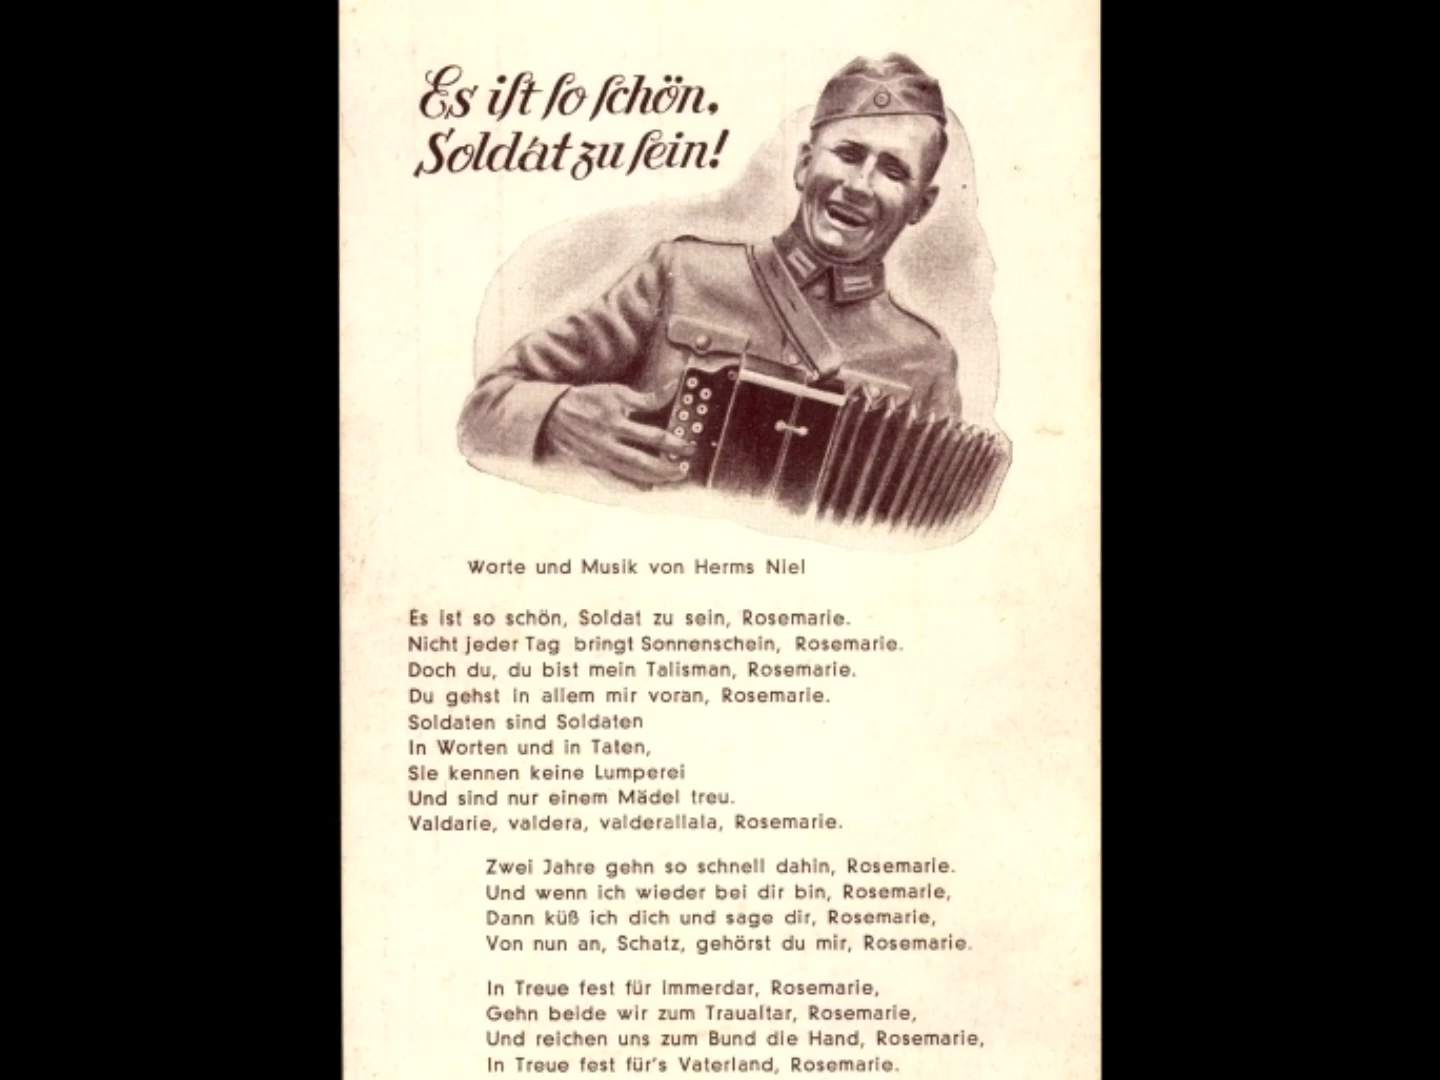 Es ist so schön,
Soldat zu sein!
Worte und Musik von Herms Niel
Es ist so schön, Soldat zu sein, Rosemarie.
Nicht jeder Tag bringt Sonnenschein, Rosemarie.
Doch du, du bist mein Talisman, Rosemarie.
Du gehst in allem mir voran, Rosemarie.
Soldaten sind Soldaten
In Worten und in Taten,
Sie kennen keine Lumperei
Und sind nur einem Mädel treu.
Valdarie, valdera, valderallala, Rosemarie.
Zwei Jahre gehn so schnell dahin, Rosemarie.
Und wenn ich wieder bei dir bin, Rosemarie,
Dann küß ich dich und sage dir, Rosemarie,
Von nun an, Schatz, gehörst du mir, Rosemarie.
In Treue fest für immerdar, Rosemarie,
Gehn beide wir zum Traualtar, Rosemarie,
Und reichen uns zum Bund die Hand, Rosemarie,
In Treue fest für's Vaterland, Rosemarie.